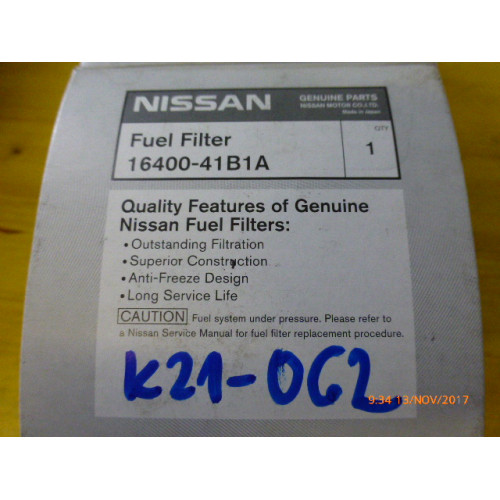 NISSAN
GENUINE PARTS
NISSAN MOTOR CO.,LTD.
Made in Japan
Fuel Filter
16400-41B1A
QTY
1
Quality Features of Genuine
Nissan Fuel Filters:
• Outstanding Filtration
• Superior Construction
• Anti-Freeze Design
• Long Service Life
CAUTION Fuel system under pressure. Please refer to
a Nissan Service Manual for fuel filter replacement procedure.
K21-062
9:34 13/NOV/2017